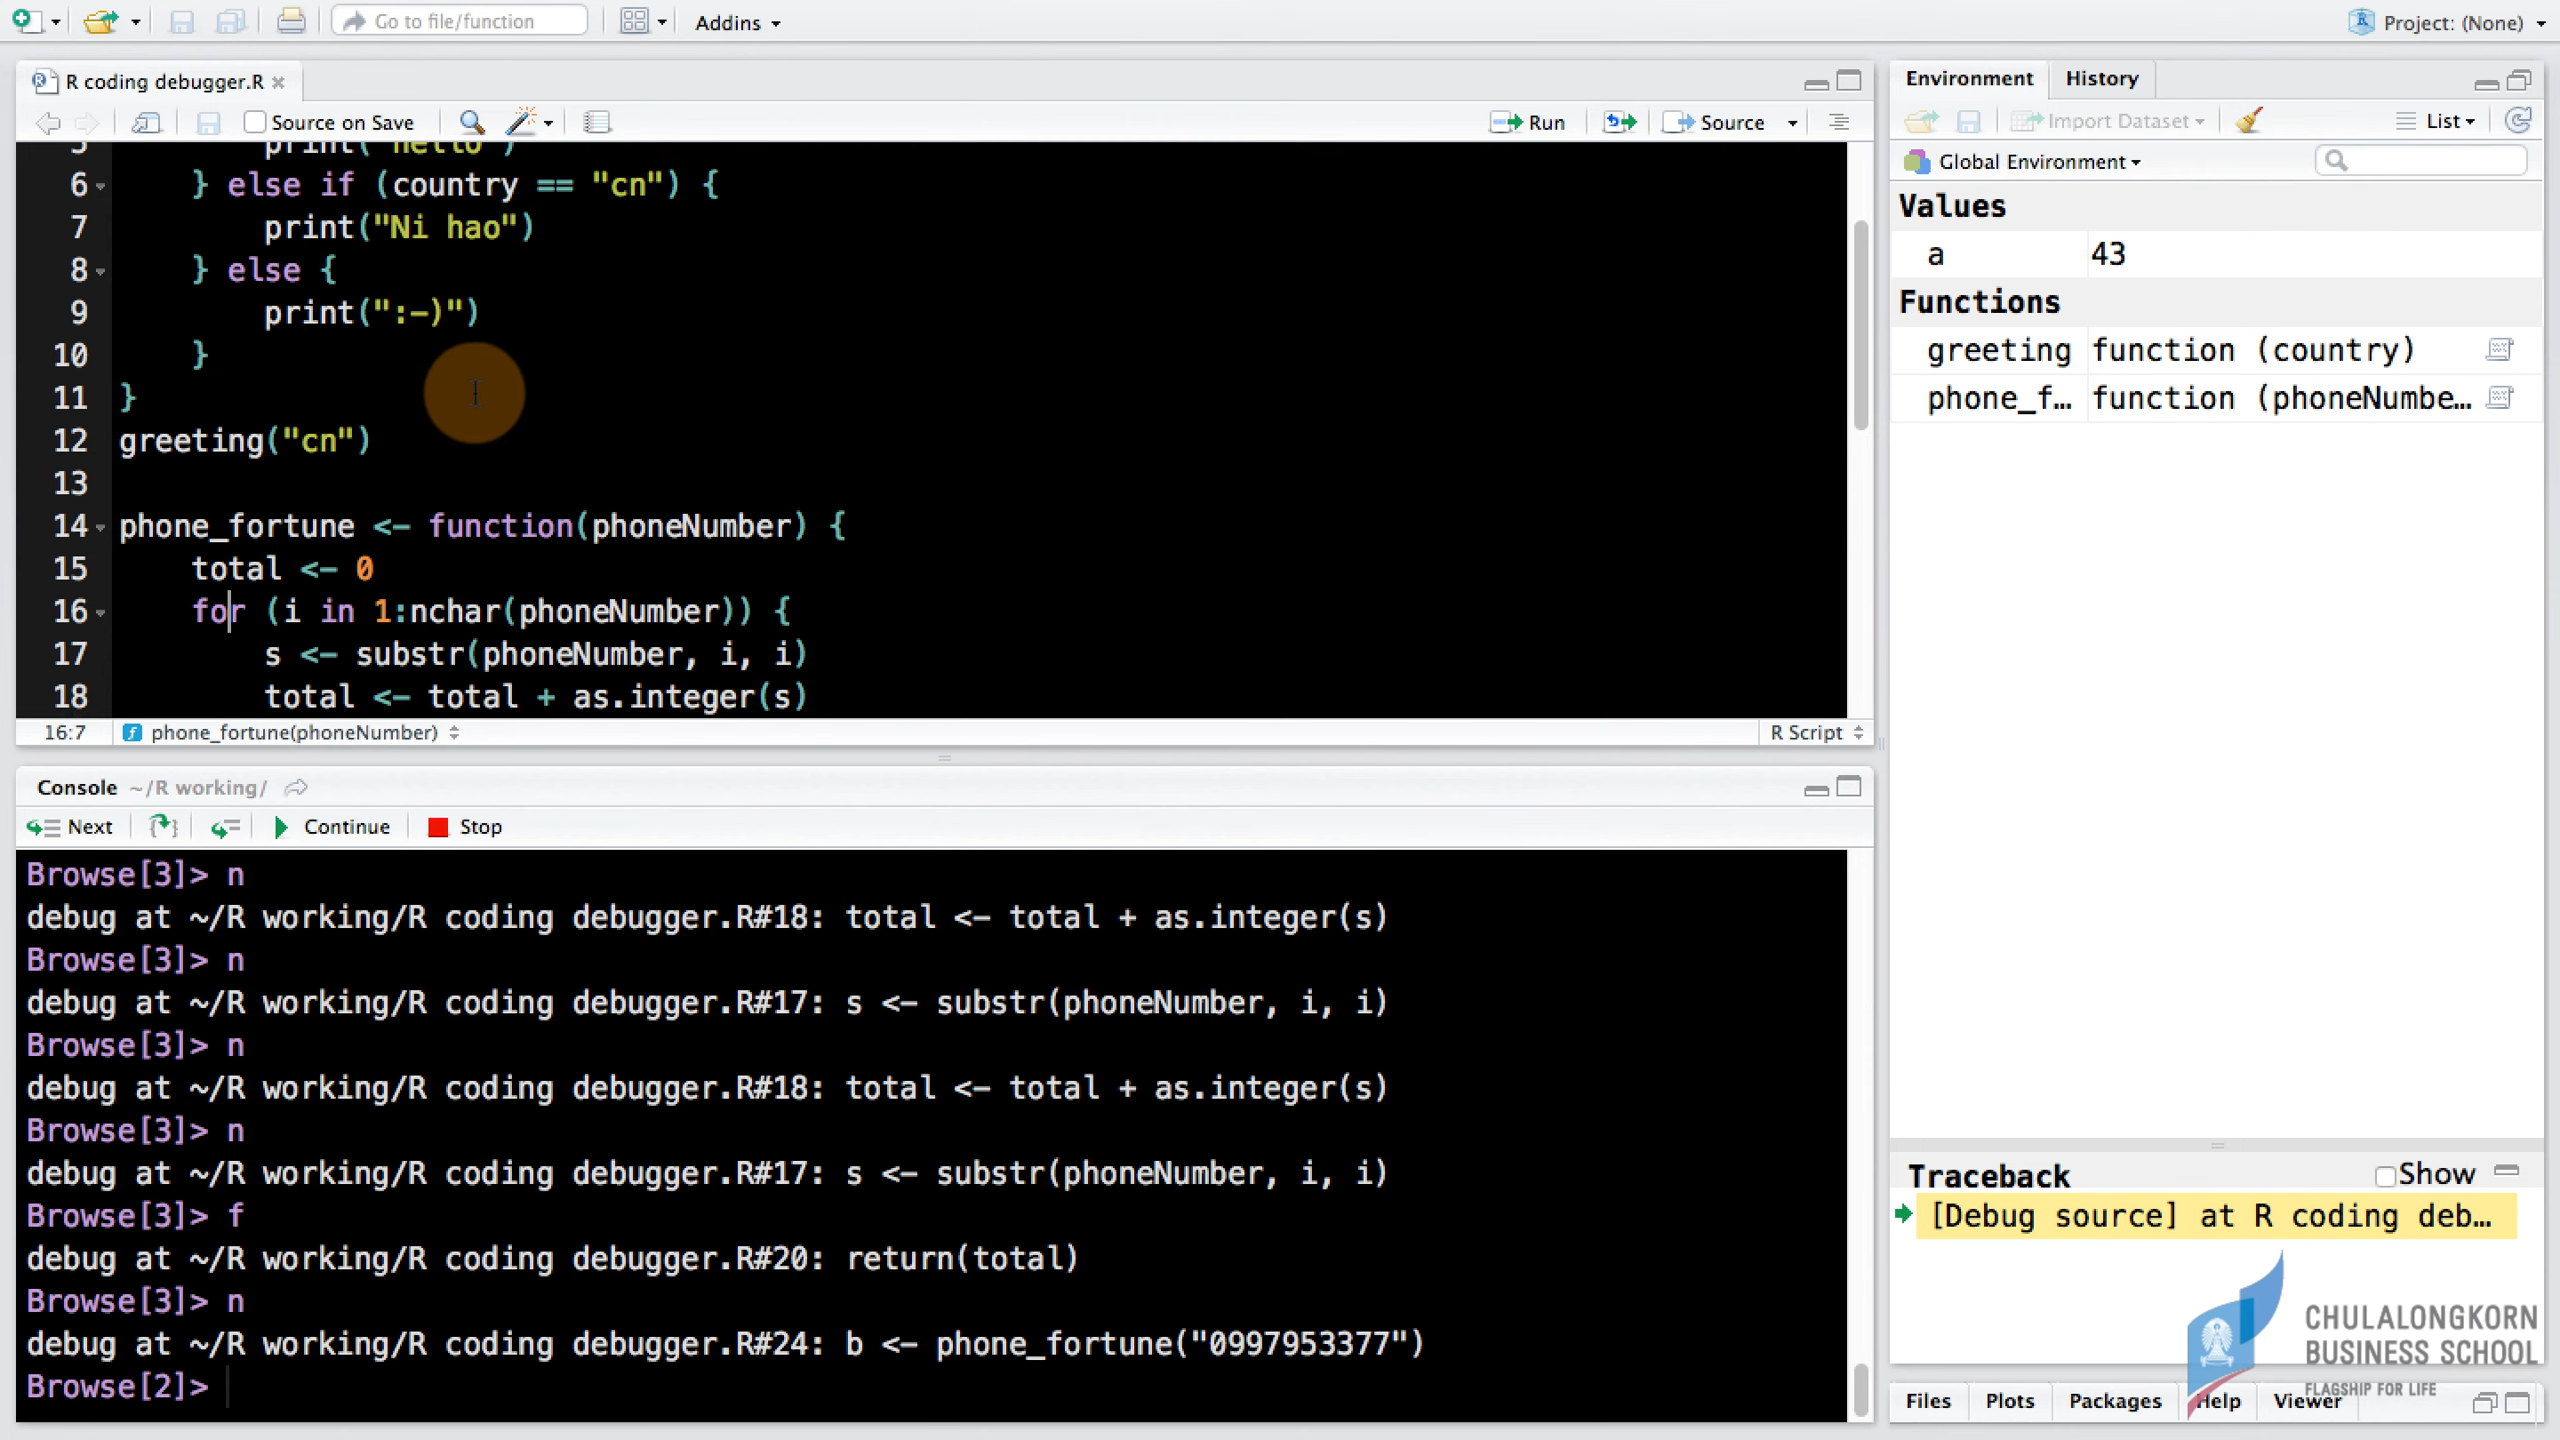 Go to file/function
Addins
Project: (None)
R coding debugger.R
Source on Save
Run
Source
5 print("hello")
6 } else if (country == "cn") {
7 print("Ni hao")
8 } else {
9 print(":-)")
10 }
11 }
12 greeting("cn")
13
14 phone_fortune <- function(phoneNumber) {
15 total <- 0
16 for (i in 1:nchar(phoneNumber)) {
17 s <- substr(phoneNumber, i, i)
18 total <- total + as.integer(s)
16:7 phone_fortune(phoneNumber) R Script
Console ~/R working/
Next Continue Stop
Browse[3]> n
debug at ~/R working/R coding debugger.R#18: total <- total + as.integer(s)
Browse[3]> n
debug at ~/R working/R coding debugger.R#17: s <- substr(phoneNumber, i, i)
Browse[3]> n
debug at ~/R working/R coding debugger.R#18: total <- total + as.integer(s)
Browse[3]> n
debug at ~/R working/R coding debugger.R#17: s <- substr(phoneNumber, i, i)
Browse[3]> f
debug at ~/R working/R coding debugger.R#20: return(total)
Browse[3]> n
debug at ~/R working/R coding debugger.R#24: b <- phone_fortune("0997953377")
Browse[2]>
Environment History
Import Dataset List
Global Environment
Values
a 43
Functions
greeting function (country)
phone_f… function (phoneNumbe…
Traceback Show
[Debug source] at R coding deb…
CHULALONGKORN
BUSINESS SCHOOL
FLAGSHIP FOR LIFE
Files Plots Packages Help Viewer